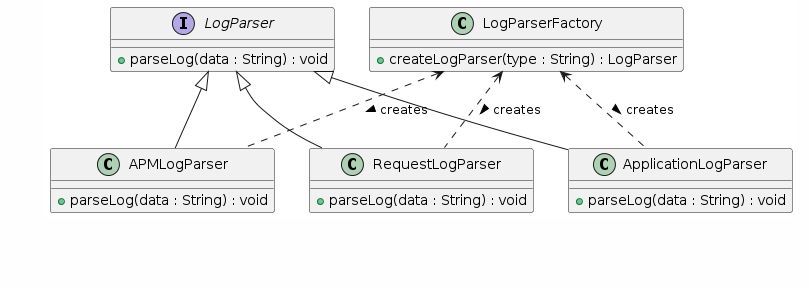 I LogParser
parseLog(data : String) : void
C LogParserFactory
createLogParser(type : String) : LogParser
creates
creates
creates
C APMLogParser
parseLog(data : String) : void
C RequestLogParser
parseLog(data : String) : void
C ApplicationLogParser
parseLog(data : String) : void